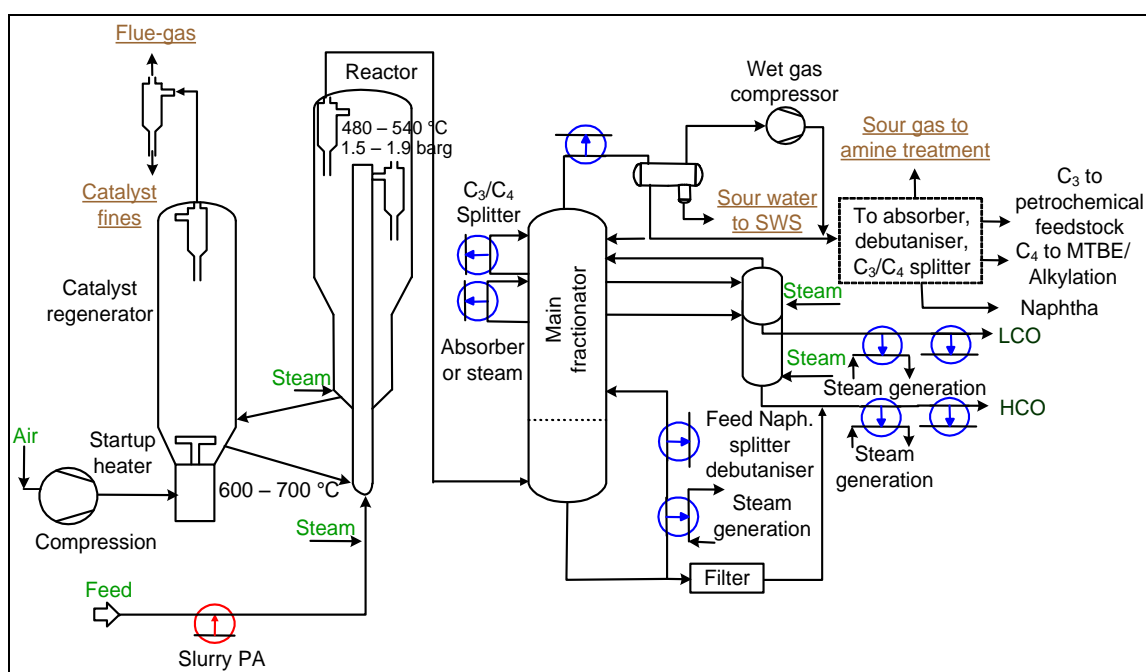 Flue-gas
Reactor
Wet gas
compressor
480 – 540 °C
1.5 – 1.9 barg
Sour gas to
amine treatment
Catalyst
fines
C3/C4
Splitter
Sour water
to SWS
To absorber,
debutaniser,
C3/C4 splitter
C3 to
petrochemical
feedstock
C4 to MTBE/
Alkylation
Naphtha
Catalyst
regenerator
Main
fractionator
Steam
Absorber
or steam
LCO
Steam
Steam
Steam generation
HCO
Air
Startup
heater
600 – 700 °C
Feed Naph.
splitter
debutaniser
Steam
generation
Steam
generation
Compression
Steam
Filter
Feed
Slurry PA